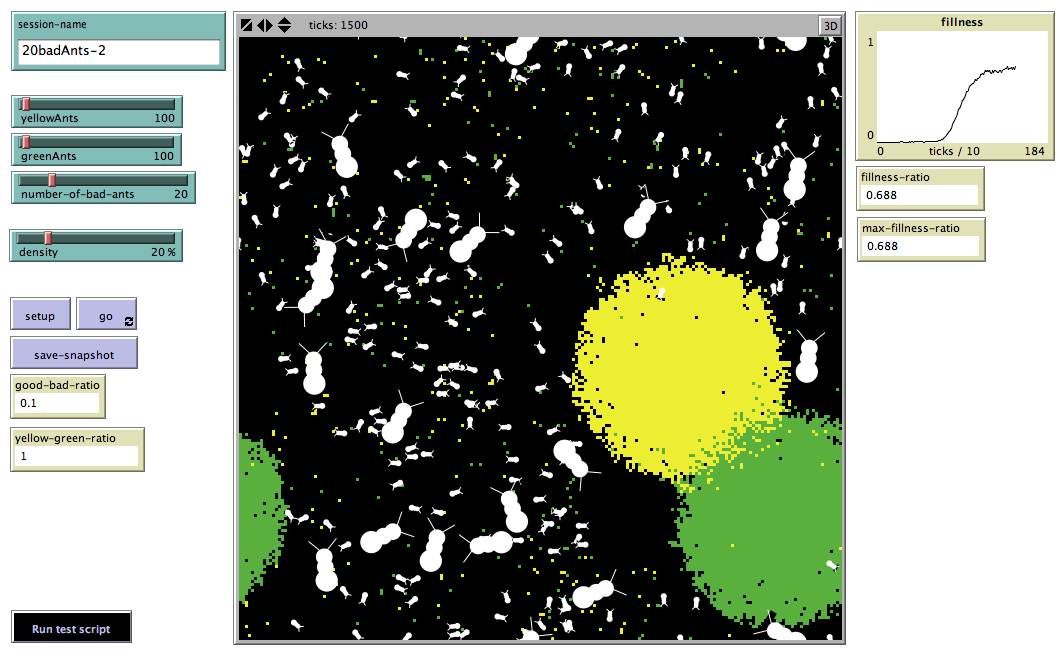 session-name
20badAnts-2
yellowAnts 100
greenAnts 100
number-of-bad-ants 20
density 20 %
setup
go
save-snapshot
good-bad-ratio
0.1
yellow-green-ratio
1
Run test script
ticks: 1500
3D
fillness
1
0
0 ticks / 10 184
fillness-ratio
0.688
max-fillness-ratio
0.688